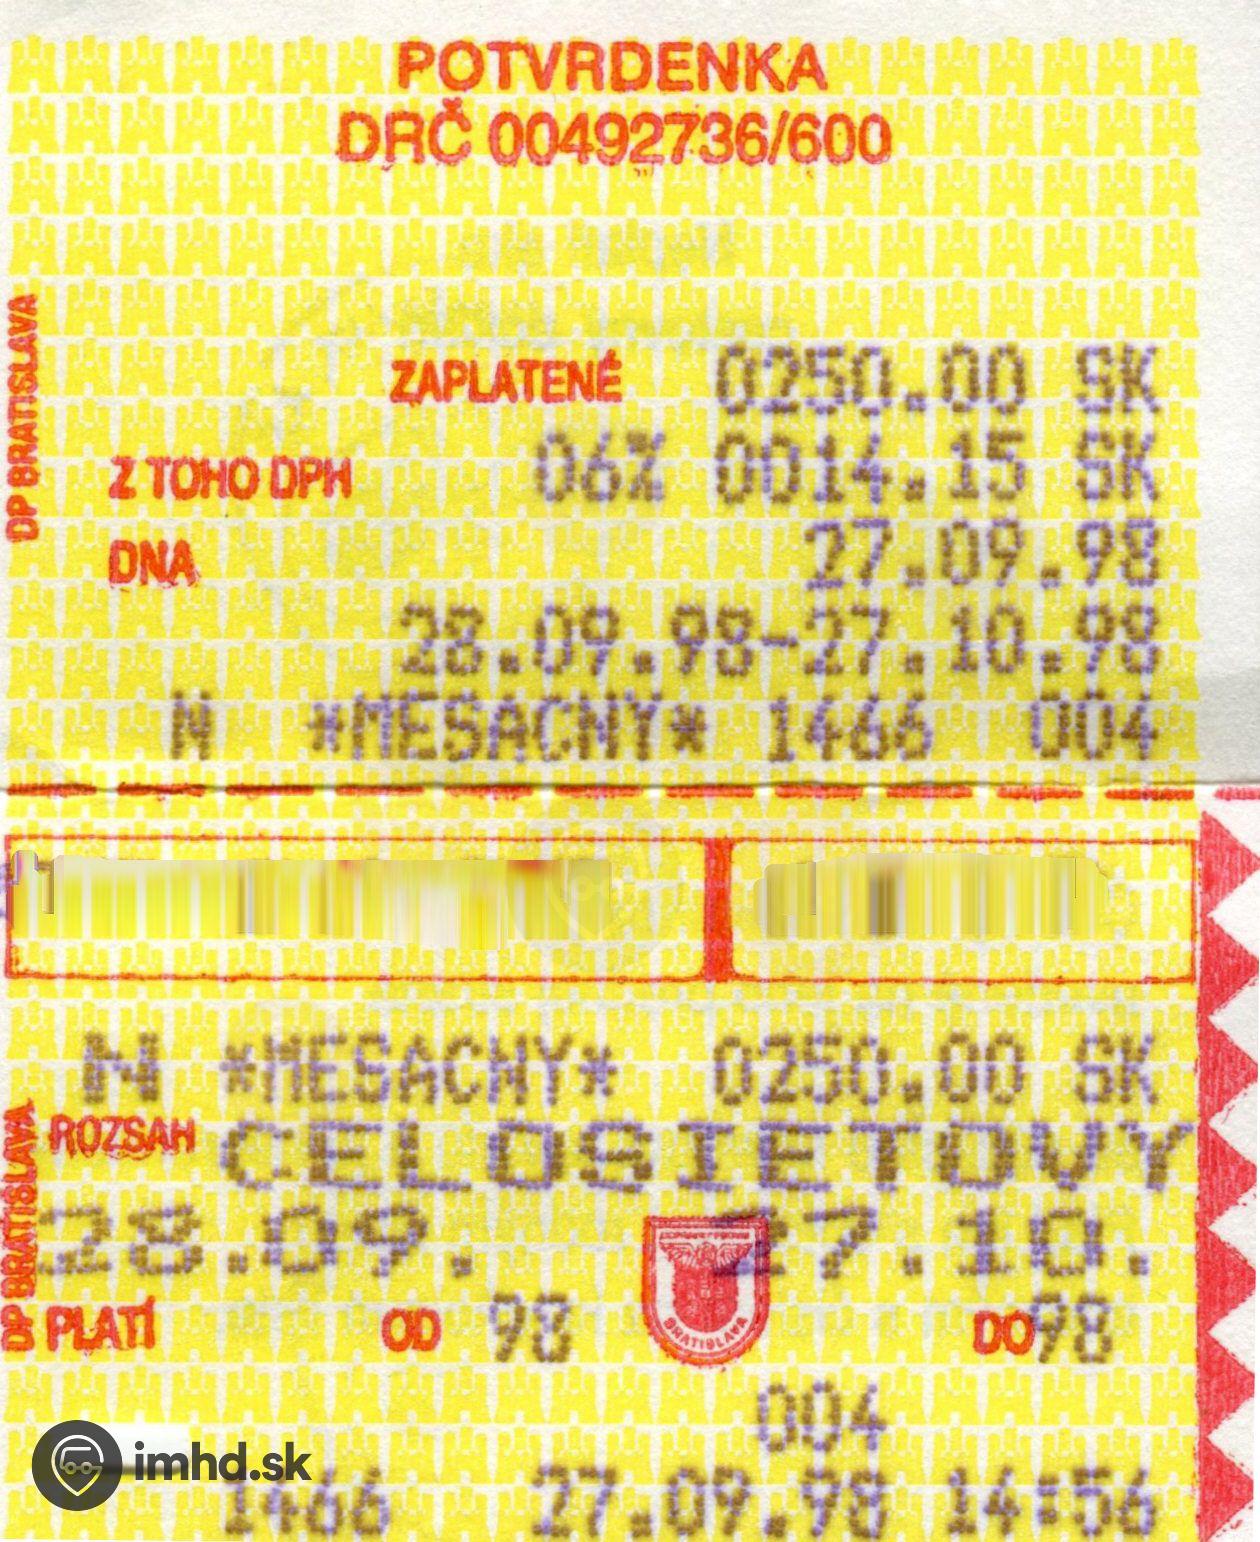 POTVRDENKA
DRČ 00492736/600
DP BRATISLAVA
ZAPLATENÉ 0250.00 SK
Z TOHO DPH 06% 0014.15 SK
DNA 27.09.98
28.09.98-27.10.98
N *MESACNY* 1466 004
N *MESACNY* 0250.00 SK
DP BRATISLAVA
ROZSAH CELOSIETOVY
28.09. 27.10.
BRATISLAVA
PLATÍ OD 98 DO 98
004
1466 27.09.98 14:56
imhd.sk